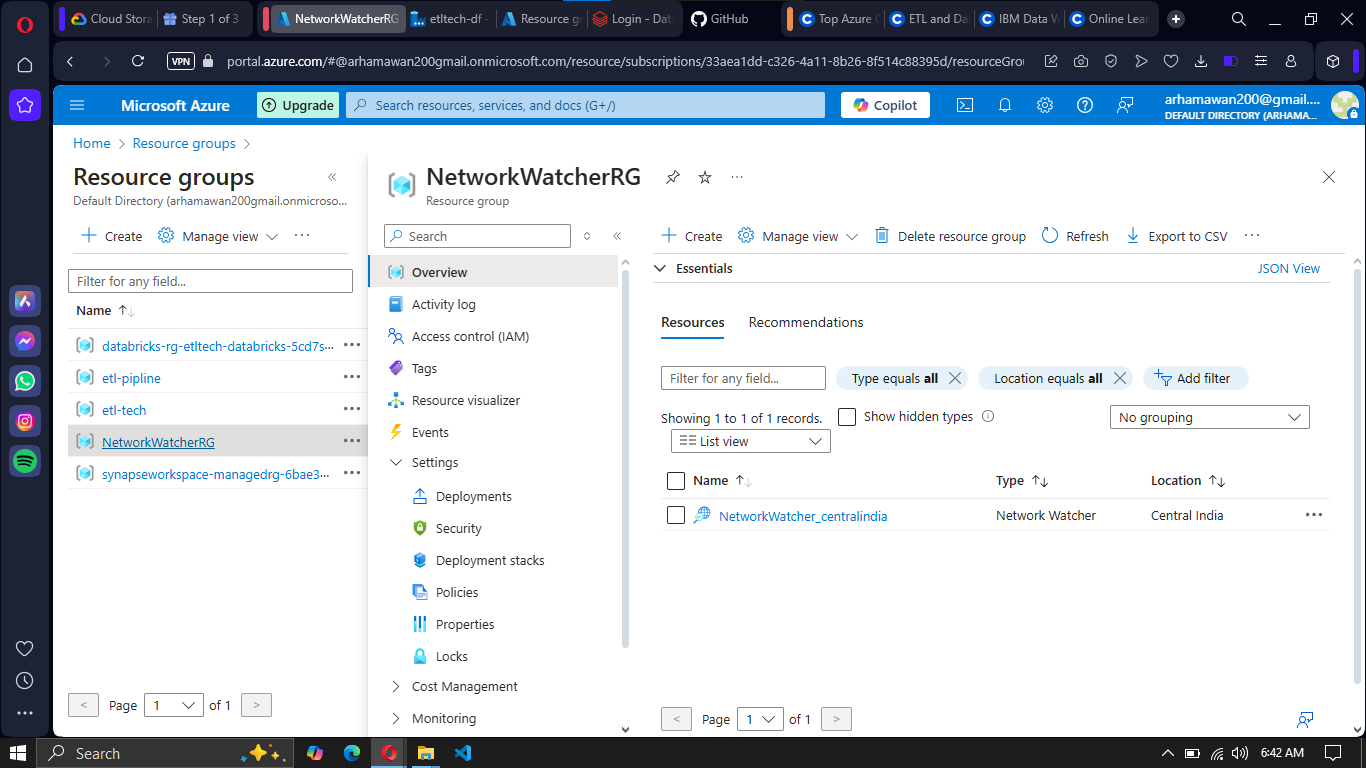 Cloud Stora
Step 1 of 3
NetworkWatcherRG
etltech-df -
Resource gr
Login - Dat
GitHub
Top Azure
ETL and Da
IBM Data W
Online Lear
VPN
portal.azure.com/#@arhamawan200gmail.onmicrosoft.com/resource/subscriptions/33aea1dd-c326-4a11-8b26-8f514c88395d/resourceGrou
Microsoft Azure
Upgrade
Search resources, services, and docs (G+/)
Copilot
arhamawan200@gmail....
DEFAULT DIRECTORY (ARHAMA...
Home > Resource groups >
Resource groups
Default Directory (arhamawan200gmail.onmicroso...
Create
Manage view
Filter for any field...
Name
databricks-rg-etltech-databricks-5cd7s...
etl-pipline
etl-tech
NetworkWatcherRG
synapseworkspace-managedrg-6bae3...
< Page 1 of 1 >
NetworkWatcherRG
Resource group
Search
Overview
Activity log
Access control (IAM)
Tags
Resource visualizer
Events
Settings
Deployments
Security
Deployment stacks
Policies
Properties
Locks
Cost Management
Monitoring
Create
Manage view
Delete resource group
Refresh
Export to CSV
Essentials
JSON View
Resources
Recommendations
Filter for any field...
Type equals all
Location equals all
Add filter
Showing 1 to 1 of 1 records.
Show hidden types
No grouping
List view
Name Type Location
NetworkWatcher_centralindia Network Watcher Central India
< Page 1 of 1 >
Search
6:42 AM